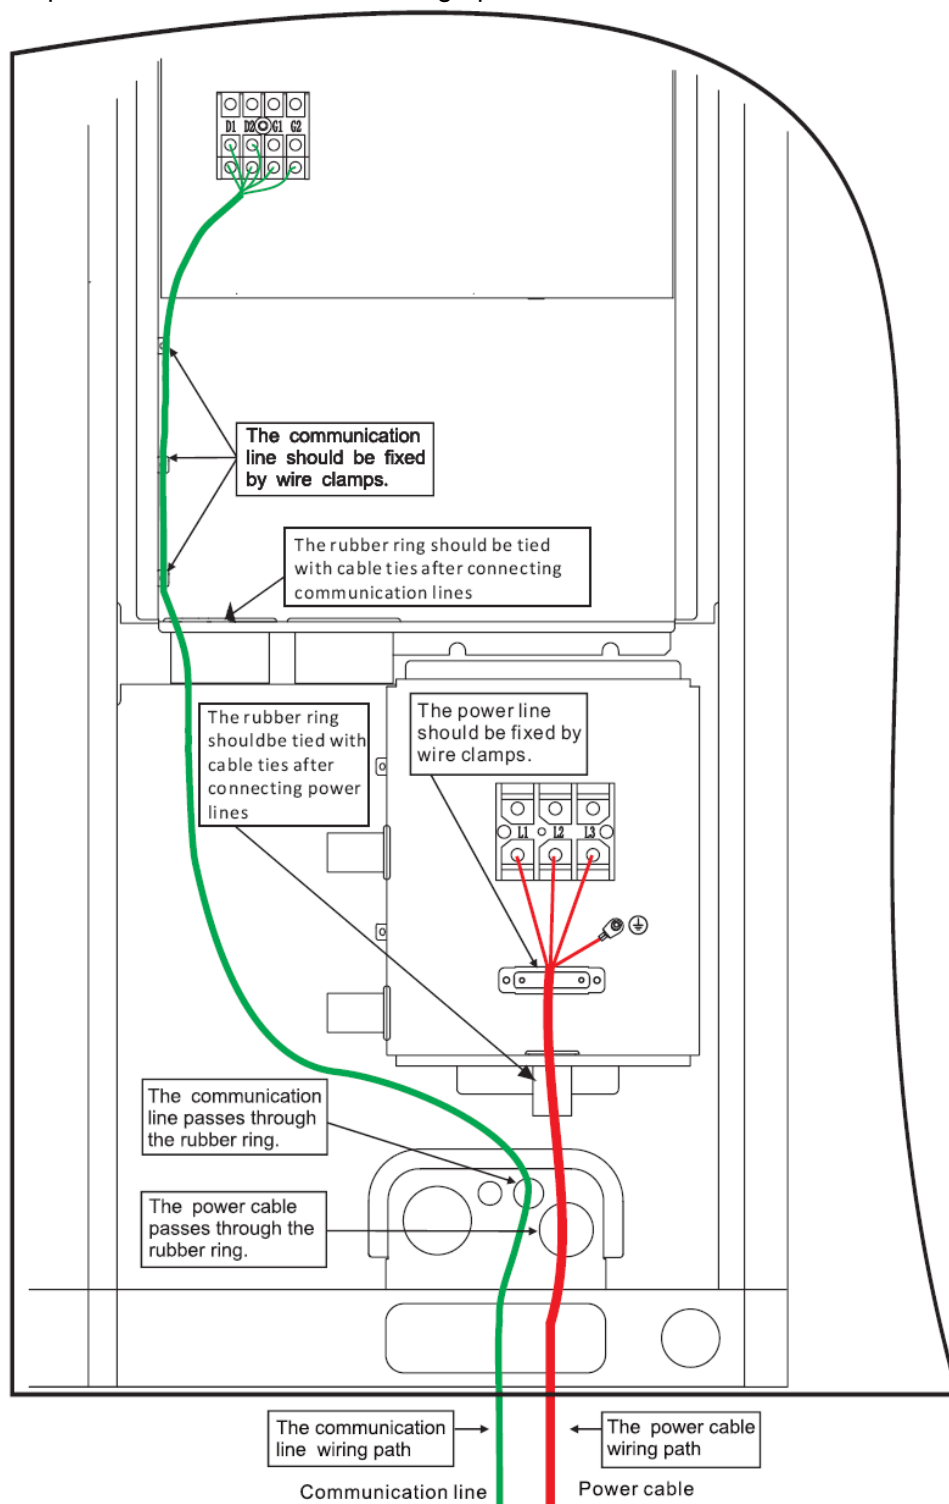 D1 D2 G1 G2
The communication
line should be fixed
by wire clamps.
The rubber ring should be tied
with cable ties after connecting
communication lines
The rubber ring
shouldbe tied with
cable ties after
connecting power
lines
The power line
should be fixed by
wire clamps.
L1 L2 L3
The communication
line passes through
the rubber ring.
The power cable
passes through the
rubber ring.
The communication
line wiring path
The power cable
wiring path
Communication line
Power cable